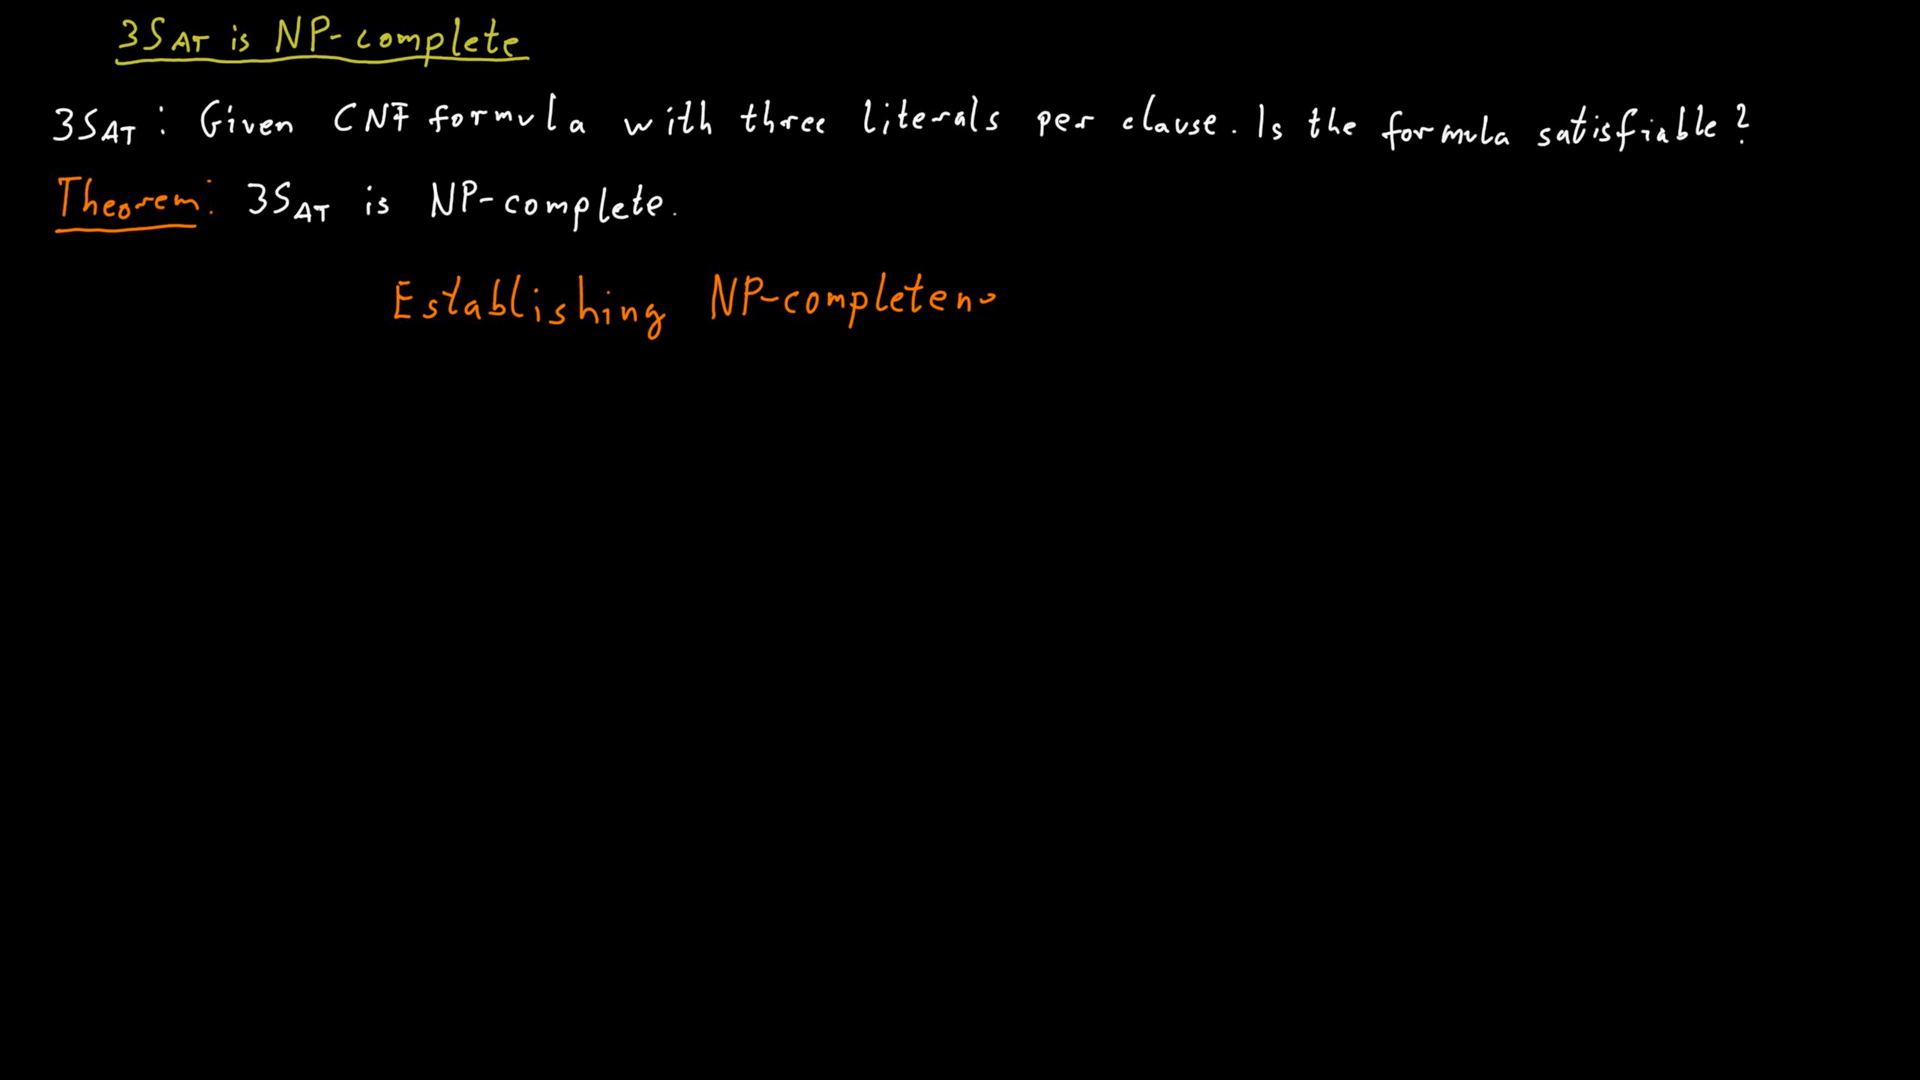 3SAT is NP-complete
3SAT: Given CNF formula with three literals per clause. Is the formula satisfiable?
Theorem: 3SAT is NP-complete.
Establishing NP-completen